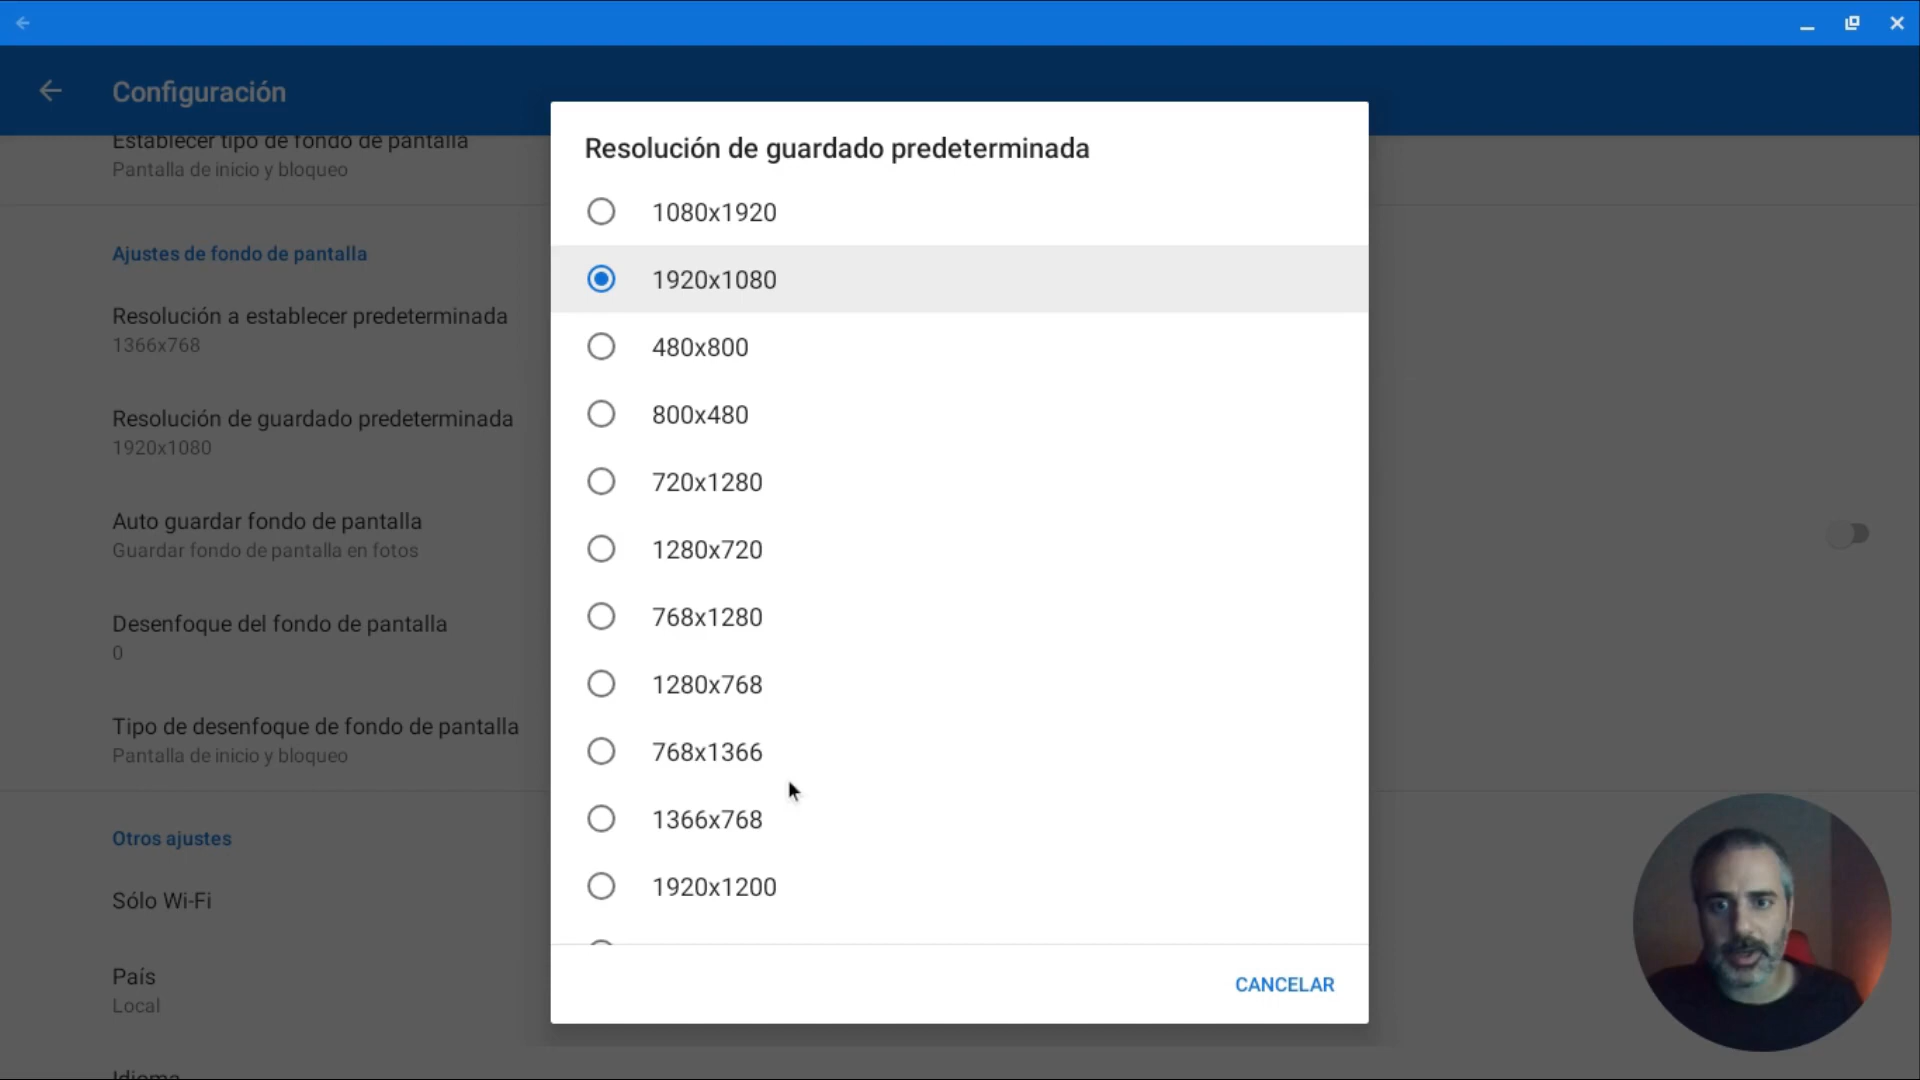 Configuración
Establecer tipo de fondo de pantalla
Pantalla de inicio y bloqueo
Ajustes de fondo de pantalla
Resolución a establecer predeterminada
1366x768
Resolución de guardado predeterminada
1920x1080
Auto guardar fondo de pantalla
Guardar fondo de pantalla en fotos
Desenfoque del fondo de pantalla
0
Tipo de desenfoque de fondo de pantalla
Pantalla de inicio y bloqueo
Otros ajustes
Sólo Wi-Fi
País
Local
Idioma
Resolución de guardado predeterminada
1080x1920
1920x1080
480x800
800x480
720x1280
1280x720
768x1280
1280x768
768x1366
1366x768
1920x1200
CANCELAR